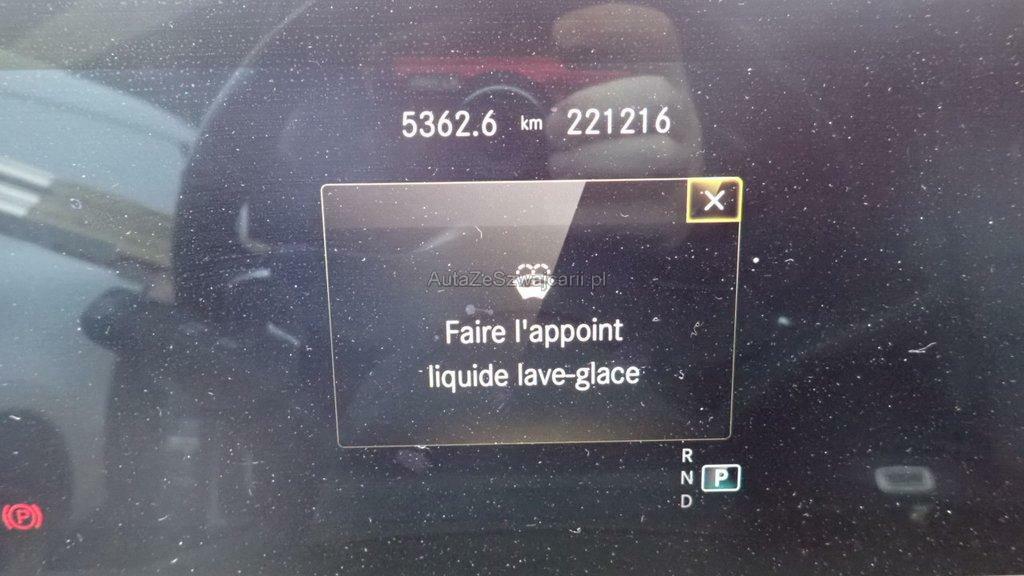 5362.6 km 221216
AutaZeSzwajcarii.pl
Faire l'appoint
liquide lave-glace
R
N P
D
(P)